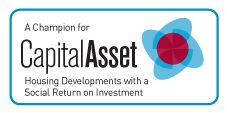 A Champion for
CapitalAsset
Housing Developments with a
Social Return on Investment